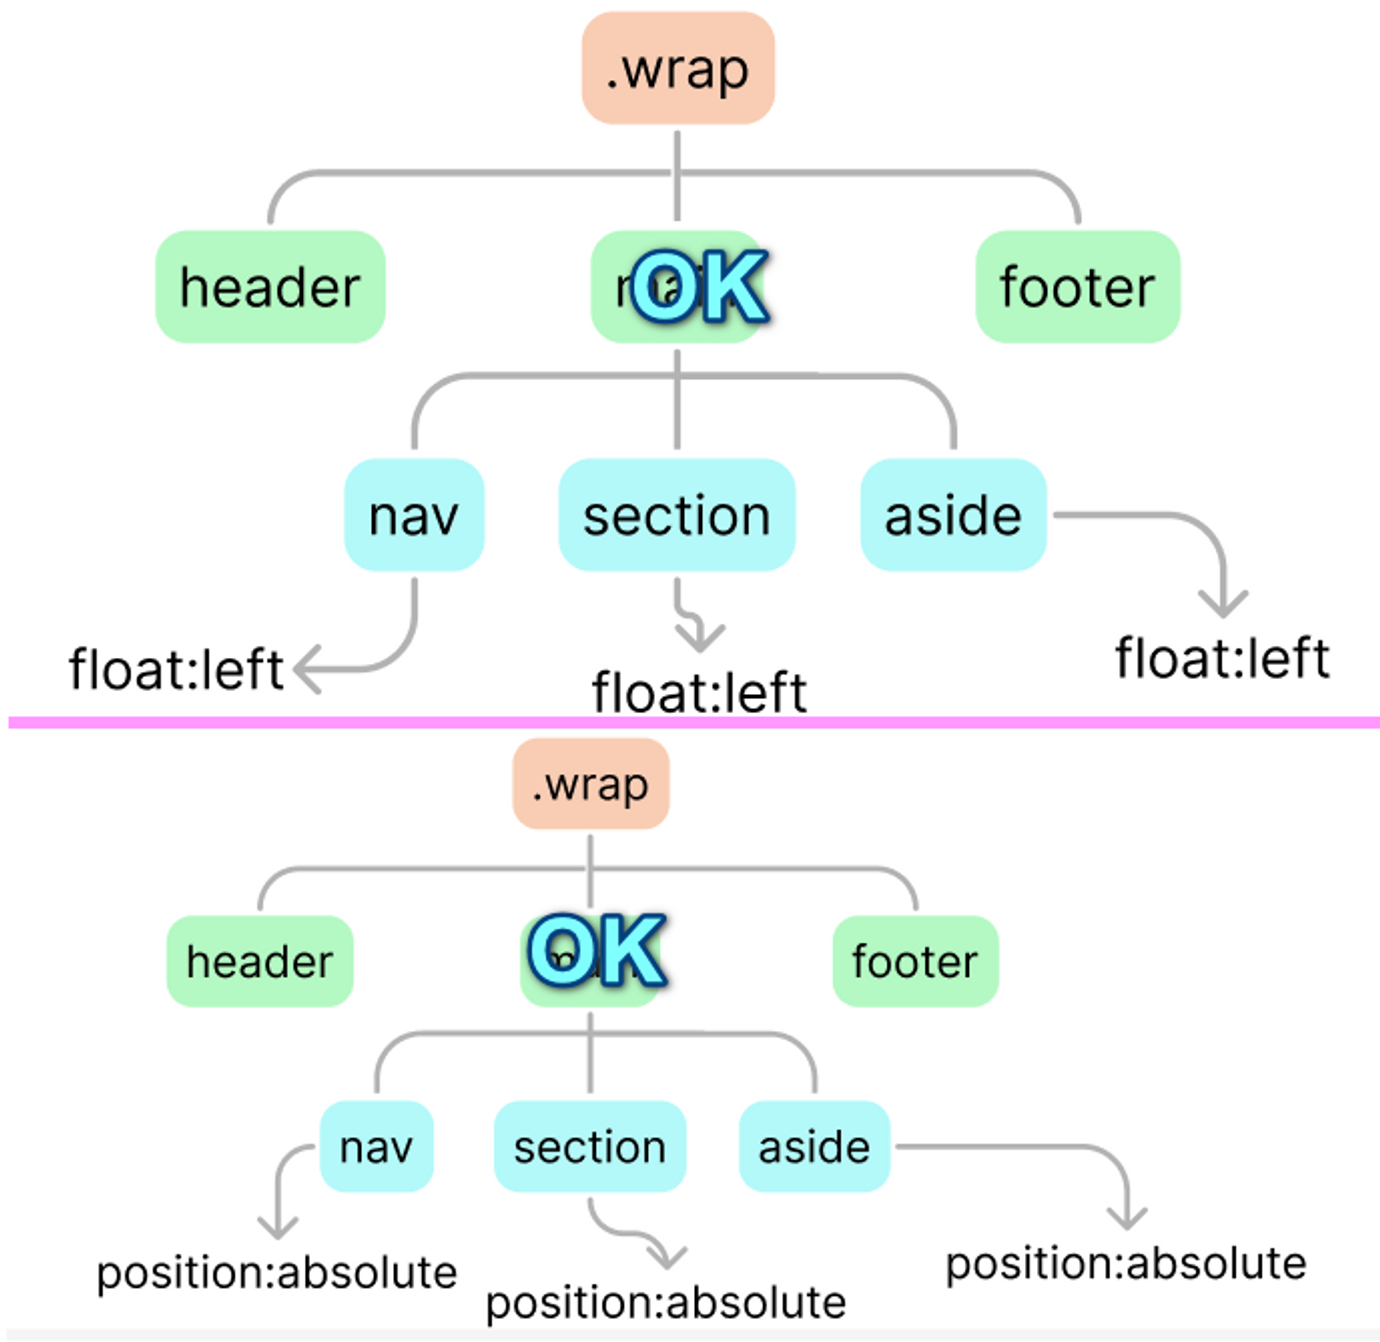 .wrap
header
OK
footer
nav
section
aside
float:left
float:left
float:left
.wrap
header
OK
footer
nav
section
aside
position:absolute
position:absolute
position:absolute